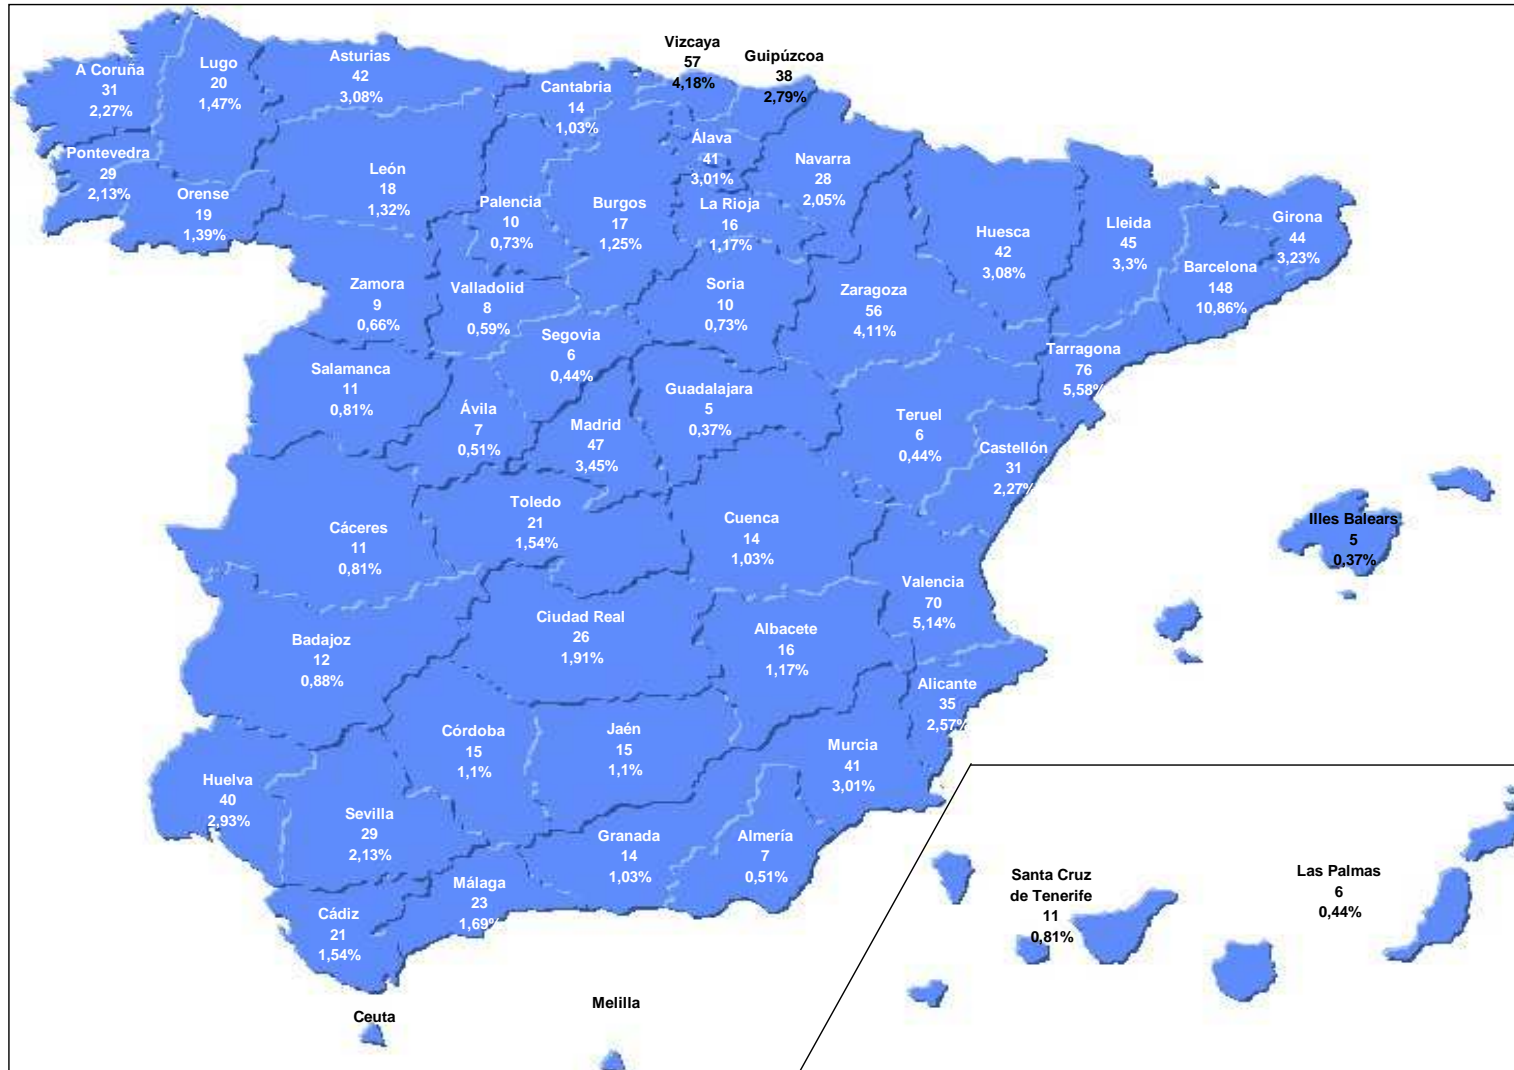 A Coruña
31
2,27%
Lugo
20
1,47%
Asturias
42
3,08%
Cantabria
14
1,03%
Vizcaya
57
4,18%
Guipúzcoa
38
2,79%
Álava
41
3,01%
Navarra
28
2,05%
Pontevedra
29
2,13%
Orense
19
1,39%
León
18
1,32%
Palencia
10
0,73%
Burgos
17
1,25%
La Rioja
16
1,17%
Huesca
42
3,08%
Lleida
45
3,3%
Girona
44
3,23%
Barcelona
148
10,86%
Zamora
9
0,66%
Valladolid
8
0,59%
Soria
10
0,73%
Zaragoza
56
4,11%
Segovia
6
0,44%
Tarragona
76
5,58%
Salamanca
11
0,81%
Ávila
7
0,51%
Madrid
47
3,45%
Guadalajara
5
0,37%
Teruel
6
0,44%
Castellón
31
2,27%
Cáceres
11
0,81%
Toledo
21
1,54%
Cuenca
14
1,03%
Illes Balears
5
0,37%
Valencia
70
5,14%
Badajoz
12
0,88%
Ciudad Real
26
1,91%
Albacete
16
1,17%
Alicante
35
2,57%
Córdoba
15
1,1%
Jaén
15
1,1%
Murcia
41
3,01%
Huelva
40
2,93%
Sevilla
29
2,13%
Granada
14
1,03%
Almería
7
0,51%
Málaga
23
1,69%
Cádiz
21
1,54%
Santa Cruz
de Tenerife
11
0,81%
Las Palmas
6
0,44%
Ceuta
Melilla